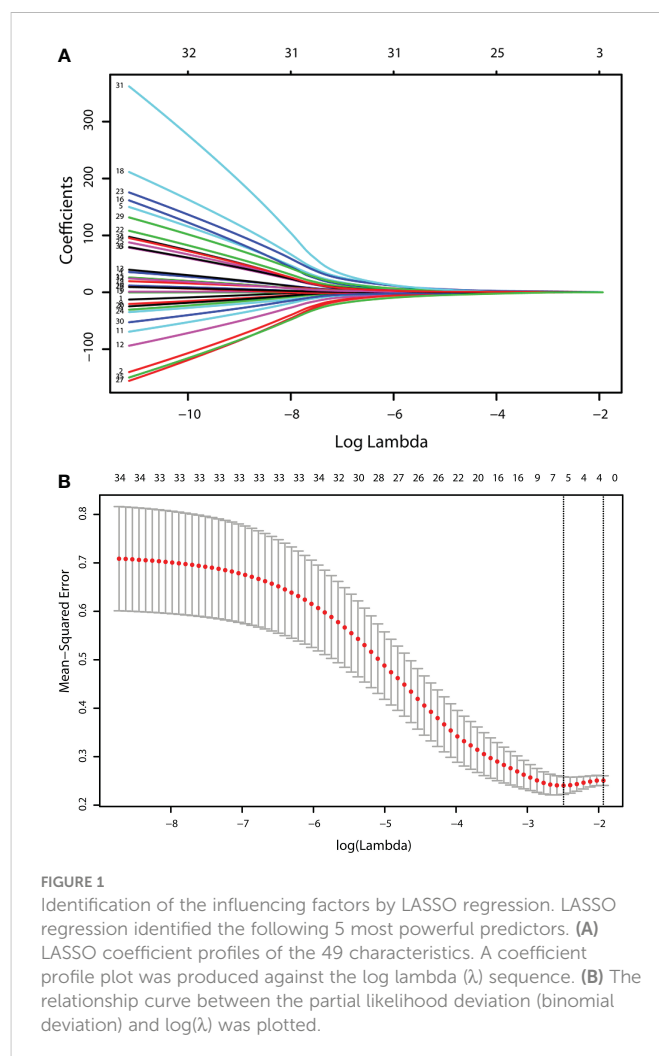 A
32 31 31 25 3
31
18
23
16
5
29
22
30
11
12
2
27
300
200
100
0
−100
Coefficients
−10 −8 −6 −4 −2
Log Lambda
B
34 34 33 33 33 33 33 33 33 33 34 32 30 28 27 26 26 22 20 16 16 9 7 5 4 4 0
0.8
0.7
0.6
0.5
0.4
0.3
0.2
Mean−Squared Error
-8 -7 -6 -5 -4 -3 -2
log(Lambda)
FIGURE 1
Identification of the influencing factors by LASSO regression. LASSO
regression identified the following 5 most powerful predictors. (A)
LASSO coefficient profiles of the 49 characteristics. A coefficient
profile plot was produced against the log lambda (λ) sequence. (B) The
relationship curve between the partial likelihood deviation (binomial
deviation) and log(λ) was plotted.